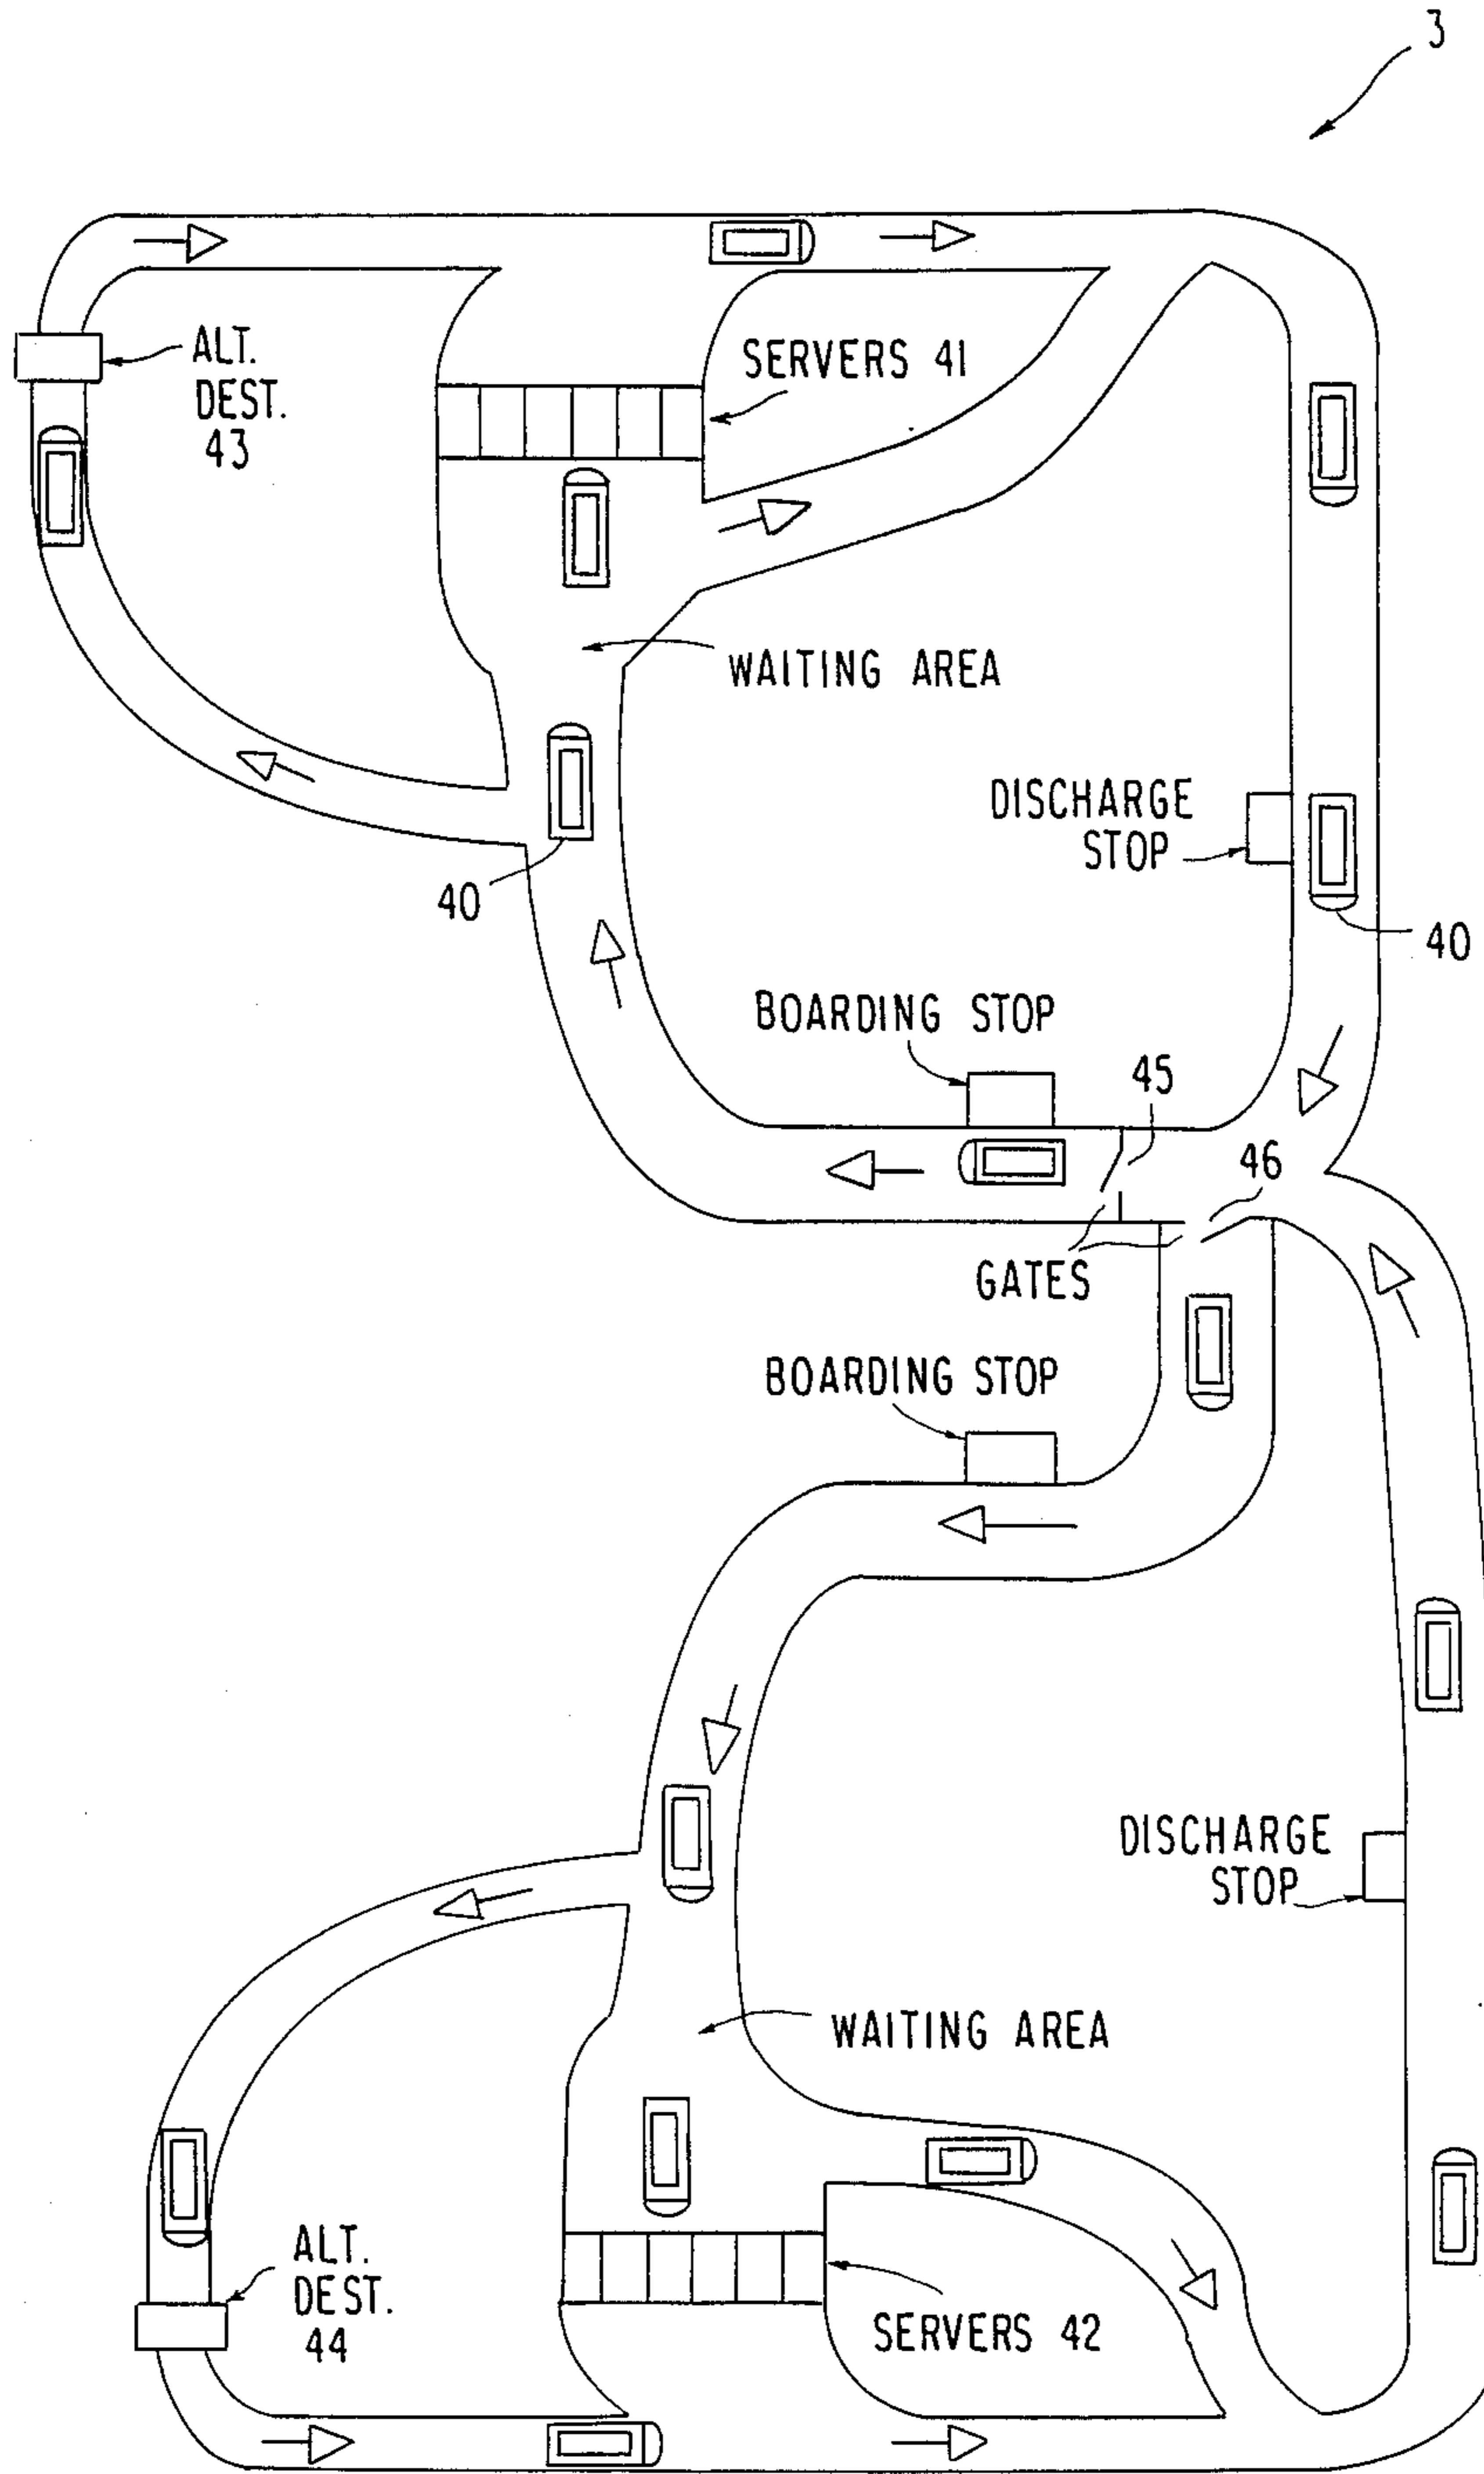 3
ALT.
DEST.
43
SERVERS 41
WAITING AREA
DISCHARGE
STOP
40
40
BOARDING STOP
45
46
GATES
BOARDING STOP
DISCHARGE
STOP
WAITING AREA
ALT.
DEST.
44
SERVERS 42